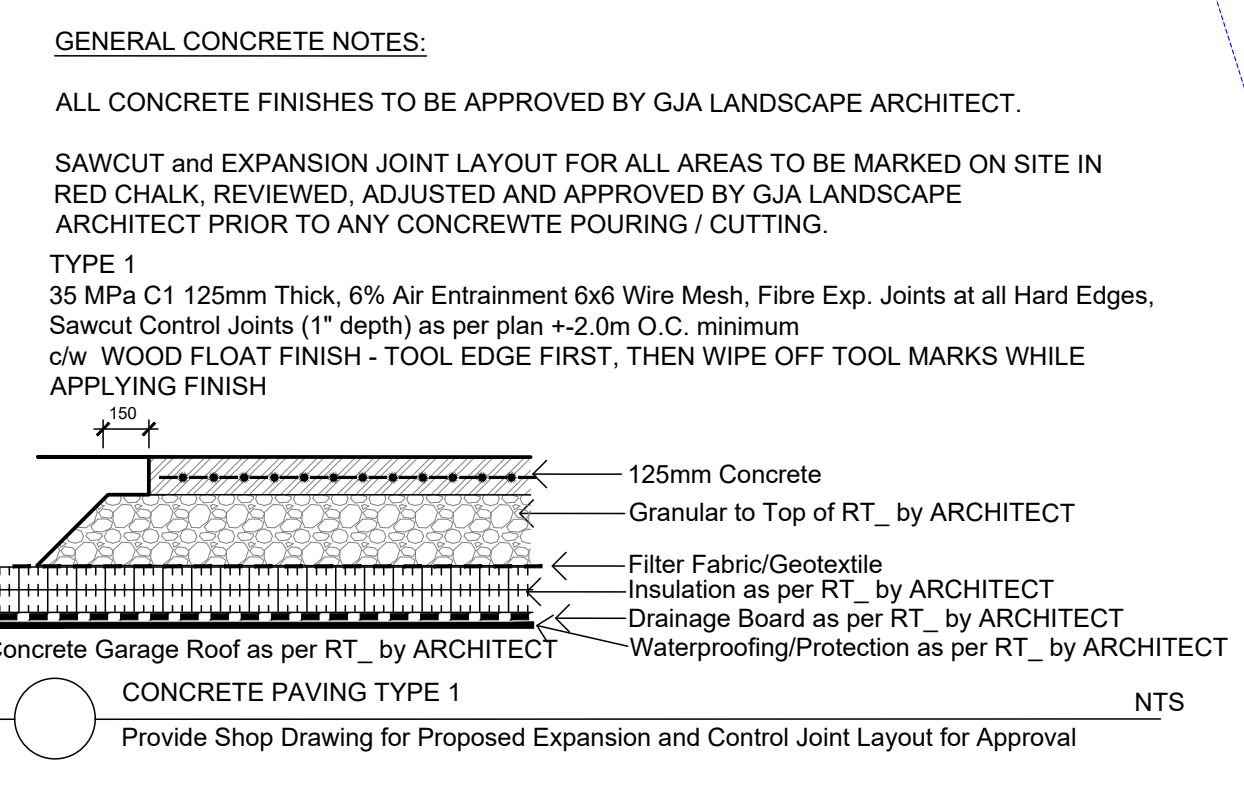 GENERAL CONCRETE NOTES:
ALL CONCRETE FINISHES TO BE APPROVED BY GJA LANDSCAPE ARCHITECT.
SAWCUT and EXPANSION JOINT LAYOUT FOR ALL AREAS TO BE MARKED ON SITE IN
RED CHALK, REVIEWED, ADJUSTED AND APPROVED BY GJA LANDSCAPE
ARCHITECT PRIOR TO ANY CONCREWTE POURING / CUTTING.
TYPE 1
35 MPa C1 125mm Thick, 6% Air Entrainment 6x6 Wire Mesh, Fibre Exp. Joints at all Hard Edges,
Sawcut Control Joints (1" depth) as per plan +-2.0m O.C. minimum
c/w WOOD FLOAT FINISH - TOOL EDGE FIRST, THEN WIPE OFF TOOL MARKS WHILE
APPLYING FINISH
150
125mm Concrete
Granular to Top of RT_ by ARCHITECT
Filter Fabric/Geotextile
Insulation as per RT_ by ARCHITECT
Drainage Board as per RT_ by ARCHITECT
Waterproofing/Protection as per RT_ by ARCHITECT
Concrete Garage Roof as per RT_ by ARCHITECT
CONCRETE PAVING TYPE 1
NTS
Provide Shop Drawing for Proposed Expansion and Control Joint Layout for Approval